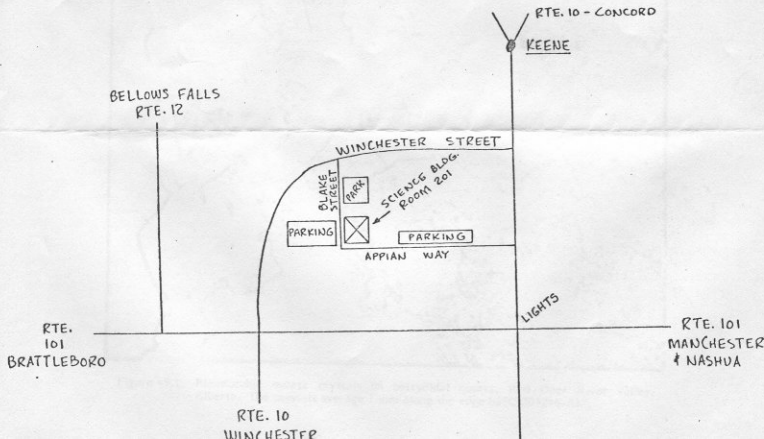 RTE. 10 - CONCORD
KEENE
BELLOWS FALLS
RTE. 12
WINCHESTER STREET
BLAKE
STREET
PARK
SCIENCE BLDG.
ROOM 201
PARKING
PARKING
APPIAN WAY
LIGHTS
RTE.
101
BRATTLEBORO
RTE. 101
MANCHESTER
& NASHUA
RTE. 10
WINCHESTER